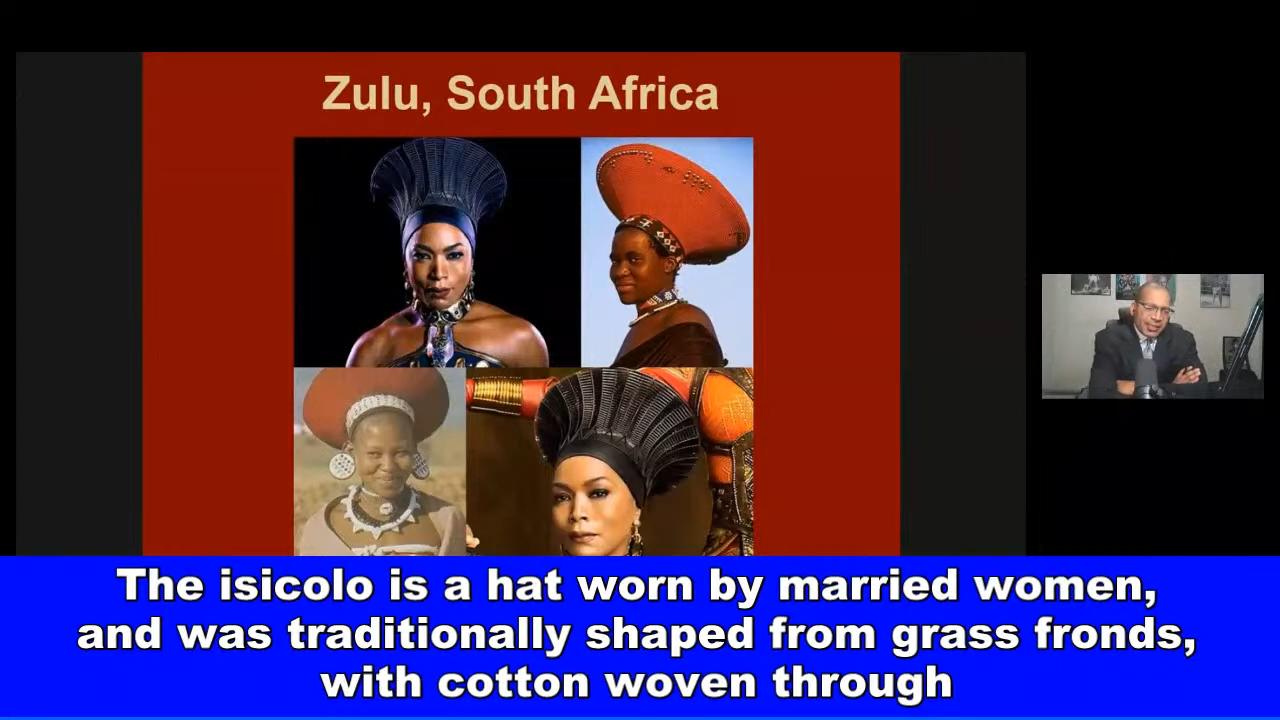 Zulu, South Africa
The isicolo is a hat worn by married women,
and was traditionally shaped from grass fronds,
with cotton woven through